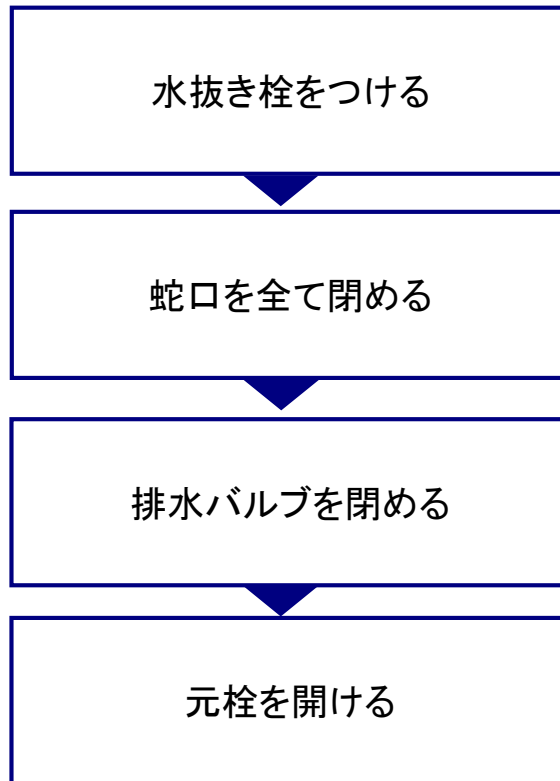 水抜き栓をつける
蛇口を全て閉める
排水バルブを閉める
元栓を開ける